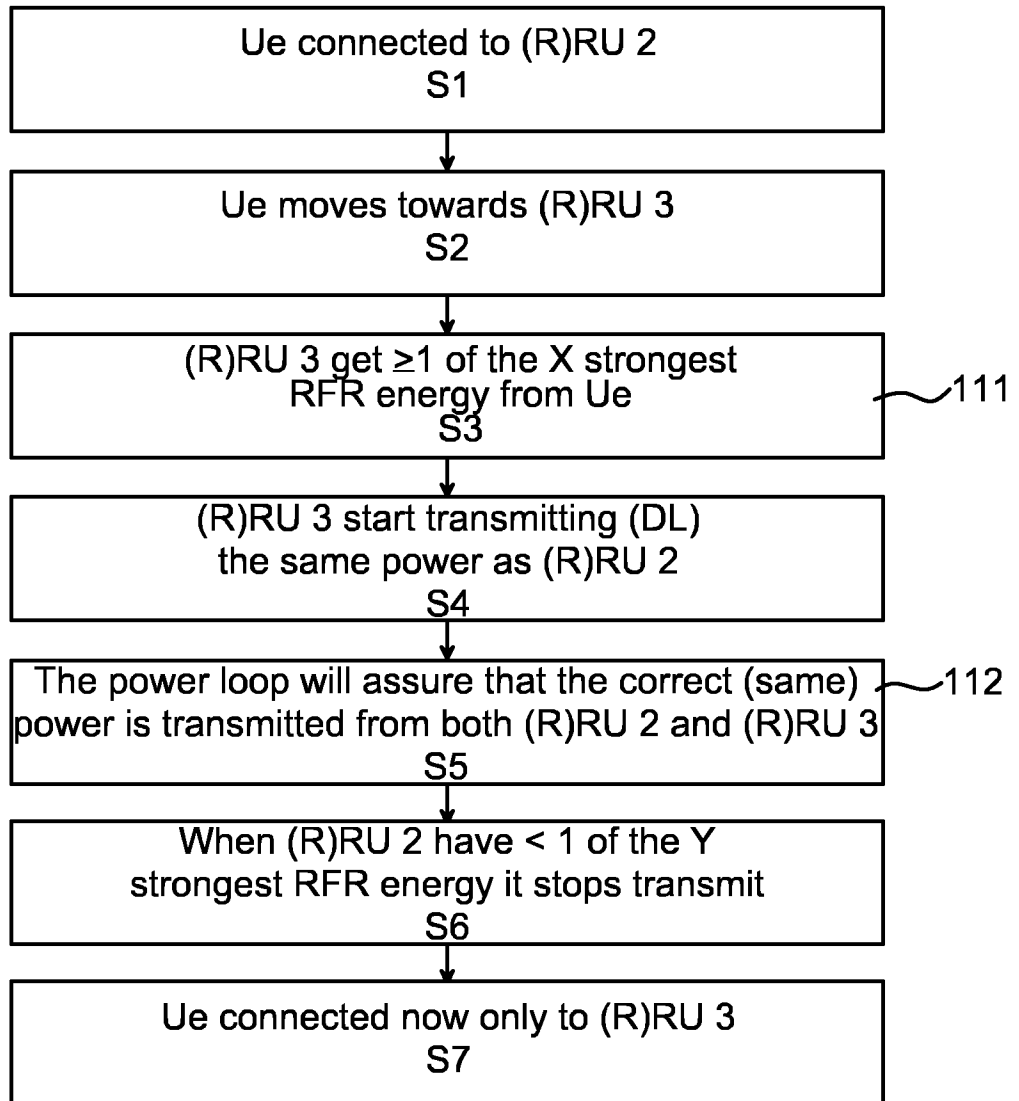 Ue connected to (R)RU 2
S1
Ue moves towards (R)RU 3
S2
(R)RU 3 get ≥1 of the X strongest
RFR energy from Ue
S3
111
(R)RU 3 start transmitting (DL)
the same power as (R)RU 2
S4
The power loop will assure that the correct (same)
power is transmitted from both (R)RU 2 and (R)RU 3
S5
112
When (R)RU 2 have < 1 of the Y
strongest RFR energy it stops transmit
S6
Ue connected now only to (R)RU 3
S7